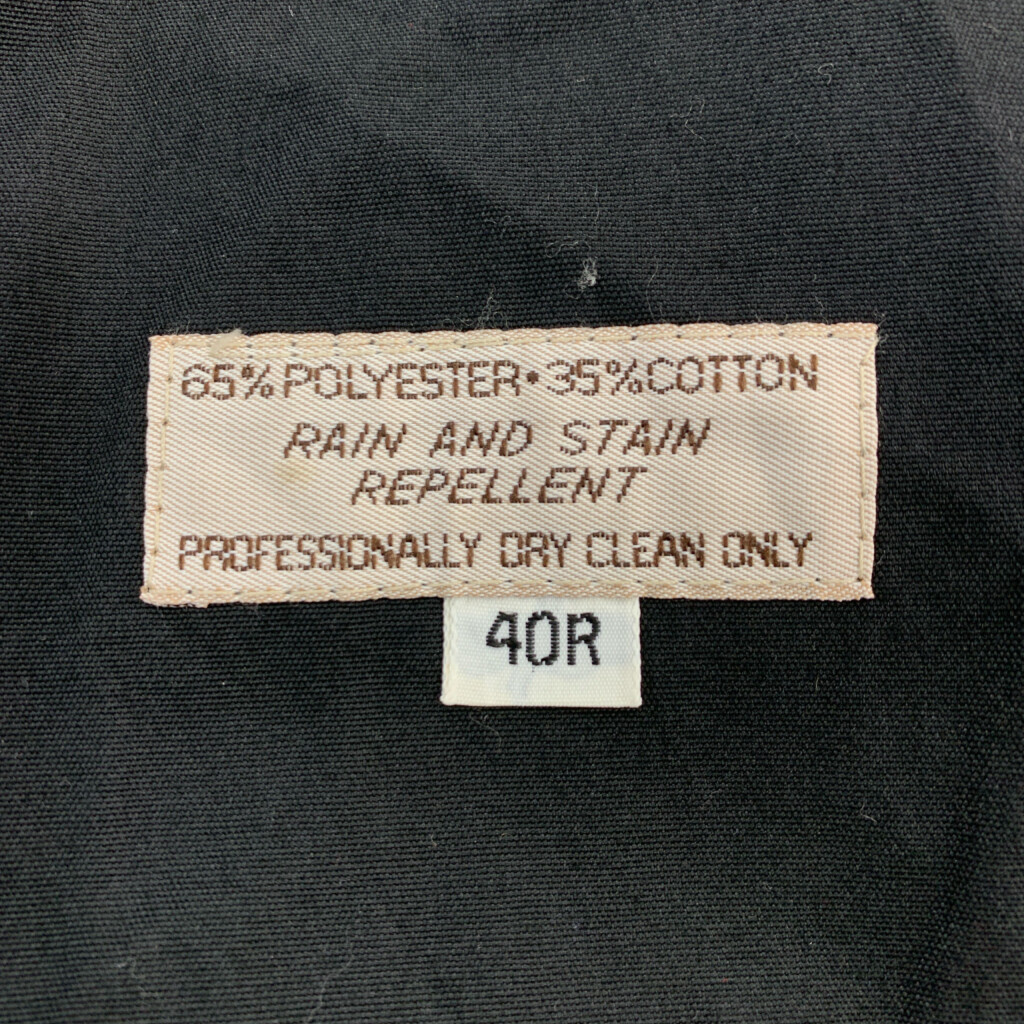 65% POLYESTER • 35% COTTON
RAIN AND STAIN
REPELLENT
PROFESSIONALLY DRY CLEAN ONLY
40R